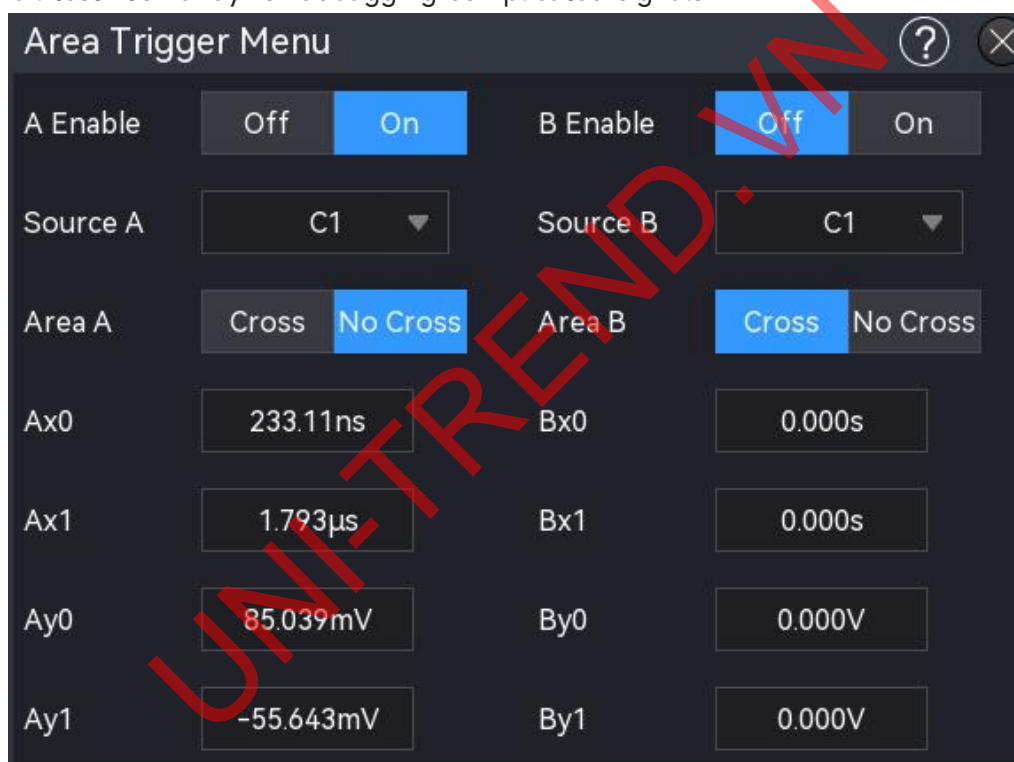 Area Trigger Menu ?
A Enable Off On B Enable Off On
Source A C1 Source B C1
Area A Cross No Cross Area B Cross No Cross
Ax0 233.11ns Bx0 0.000s
Ax1 1.793μs Bx1 0.000s
Ay0 85.039mV By0 0.000V
Ay1 -55.643mV By1 0.000V
UNI-TREND.VN